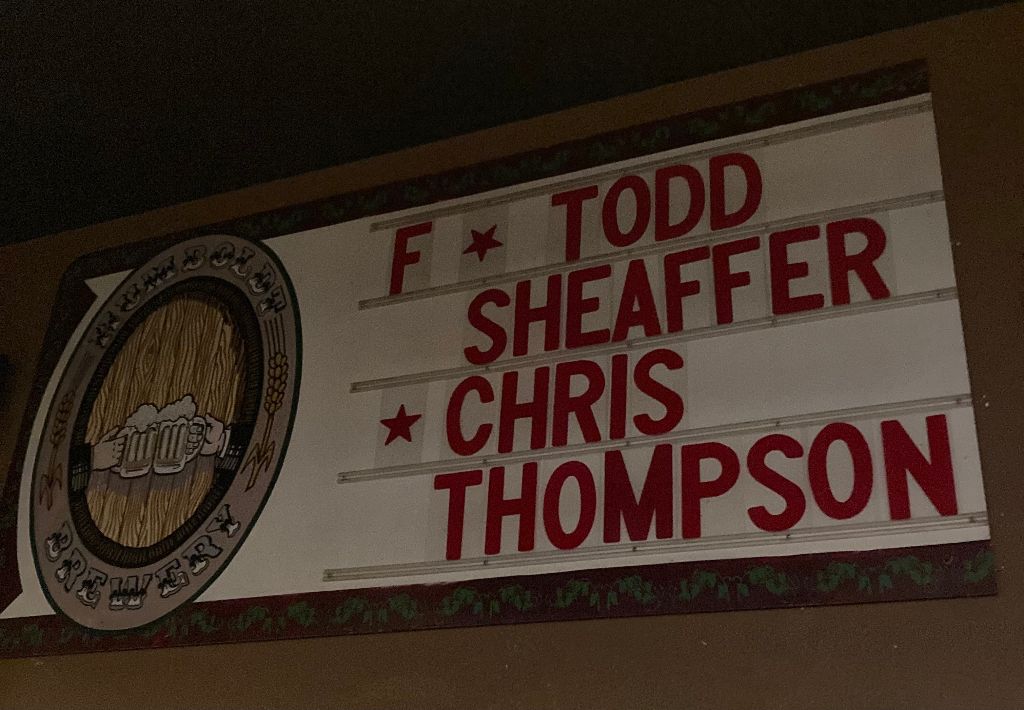 F ★ TODD
SHEAFFER
★ CHRIS
THOMPSON
BREWERY